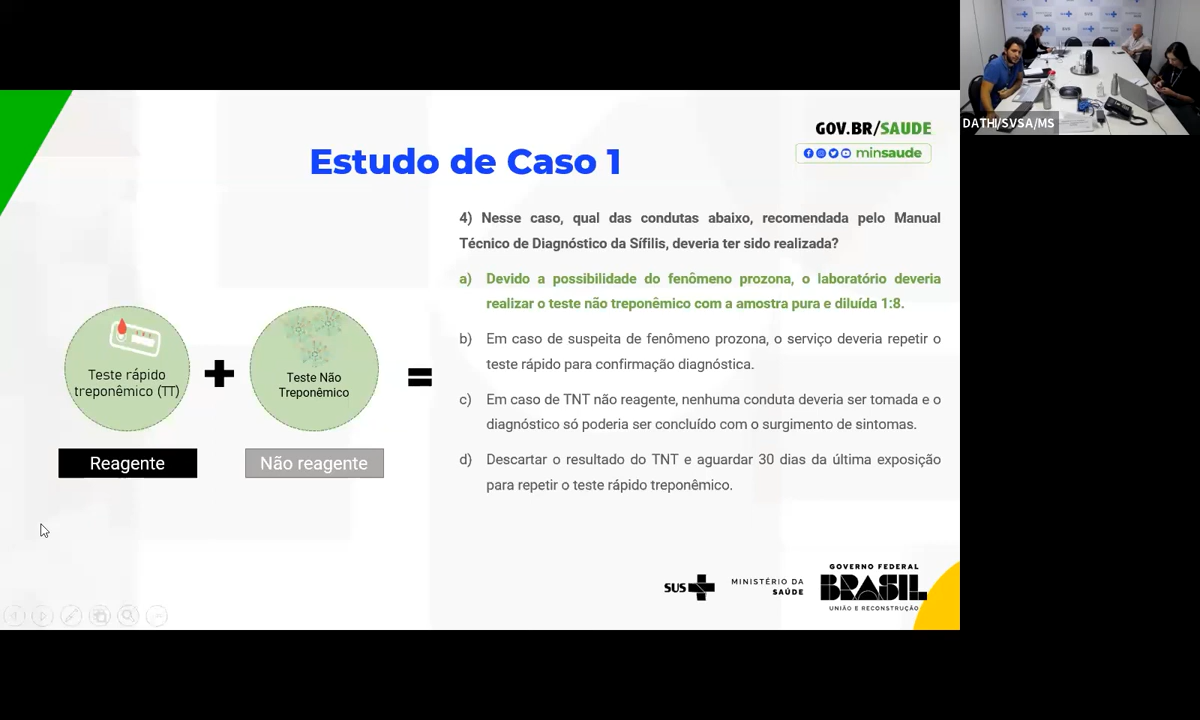 DATHI/SVSA/MS
GOV.BR/SAUDE
minsaude
Estudo de Caso 1
4) Nesse caso, qual das condutas abaixo, recomendada pelo Manual
Técnico de Diagnóstico da Sífilis, deveria ter sido realizada?
a) Devido a possibilidade do fenômeno prozona, o laboratório deveria
realizar o teste não treponêmico com a amostra pura e diluída 1:8.
b) Em caso de suspeita de fenômeno prozona, o serviço deveria repetir o
teste rápido para confirmação diagnóstica.
c) Em caso de TNT não reagente, nenhuma conduta deveria ser tomada e o
diagnóstico só poderia ser concluído com o surgimento de sintomas.
d) Descartar o resultado do TNT e aguardar 30 dias da última exposição
para repetir o teste rápido treponêmico.
Teste rápido
treponêmico (TT)
+
Teste Não
Treponêmico
=
Reagente
Não reagente
SUS
MINISTÉRIO DA
SAÚDE
GOVERNO FEDERAL
BRASIL
UNIÃO E RECONSTRUÇÃO